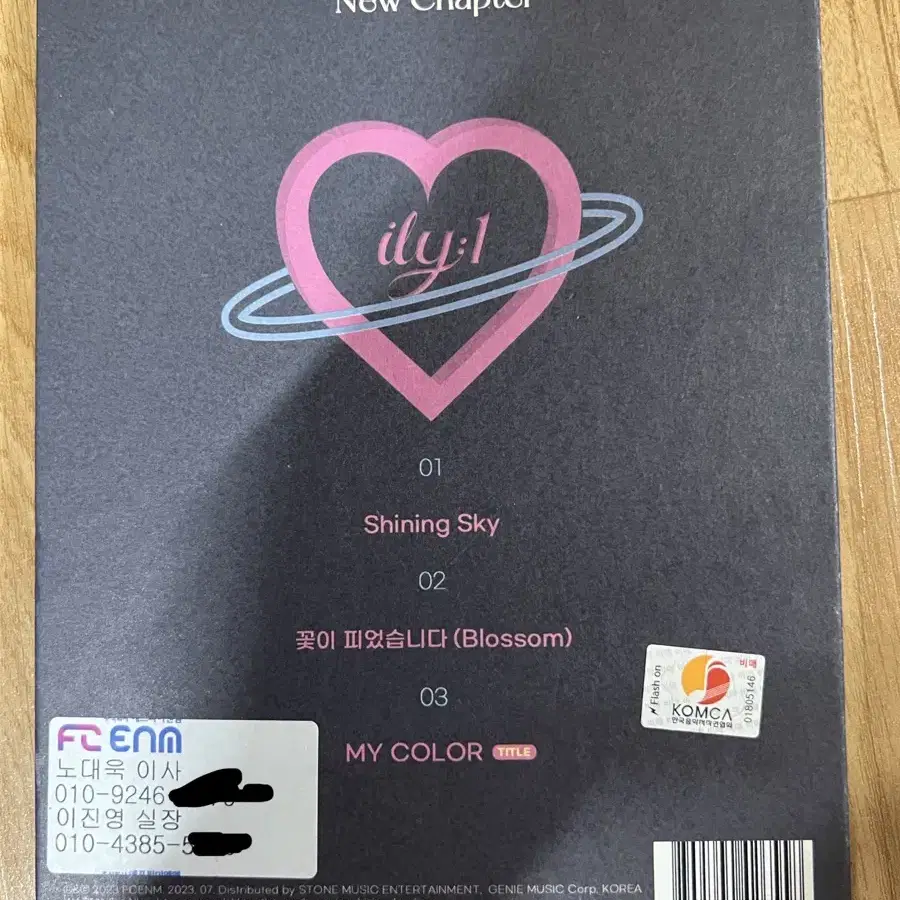 New Chapter
ily:1
01
Shining Sky
02
꽃이 피었습니다 (Blossom)
03
MY COLOR TITLE
FC ENM
노대욱 이사
010-9246
이진영 실장
010-4385-5
Flash on
비매
KOMCA
한국음악저작권협회
01805146
2023 FCENM. 2023. 07. Distributed by STONE MUSIC ENTERTAINMENT, GENIE MUSIC Corp. KOREA